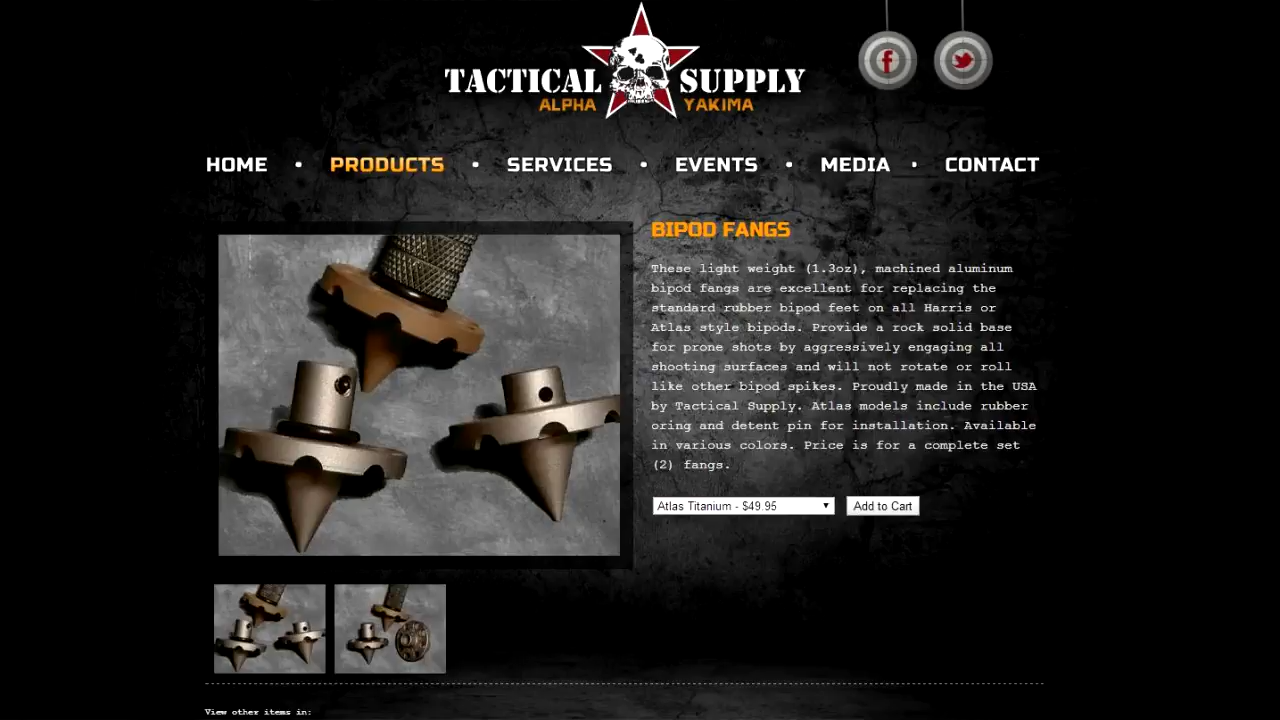 TACTICAL SUPPLY
ALPHA YAKIMA
HOME • PRODUCTS • SERVICES • EVENTS • MEDIA • CONTACT
BIPOD FANGS
These light weight (1.3oz), machined aluminum
bipod fangs are excellent for replacing the
standard rubber bipod feet on all Harris or
Atlas style bipods. Provide a rock solid base
for prone shots by aggressively engaging all
shooting surfaces and will not rotate or roll
like other bipod spikes. Proudly made in the USA
by Tactical Supply. Atlas models include rubber
oring and detent pin for installation. Available
in various colors. Price is for a complete set
(2) fangs.
Atlas Titanium - $49.95 Add to Cart
View other items in: